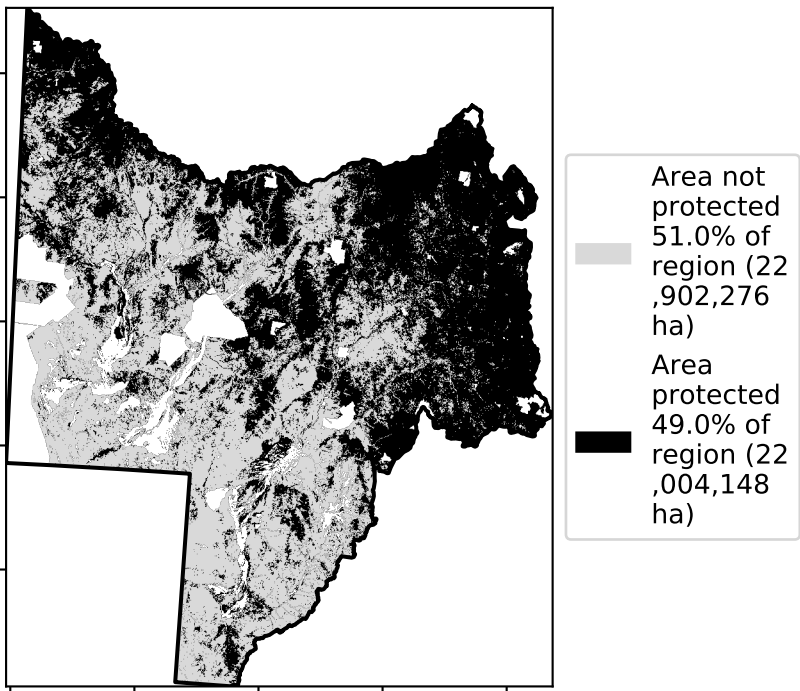 Area not
protected
51.0% of
region (22
,902,276
ha)
Area
protected
49.0% of
region (22
,004,148
ha)